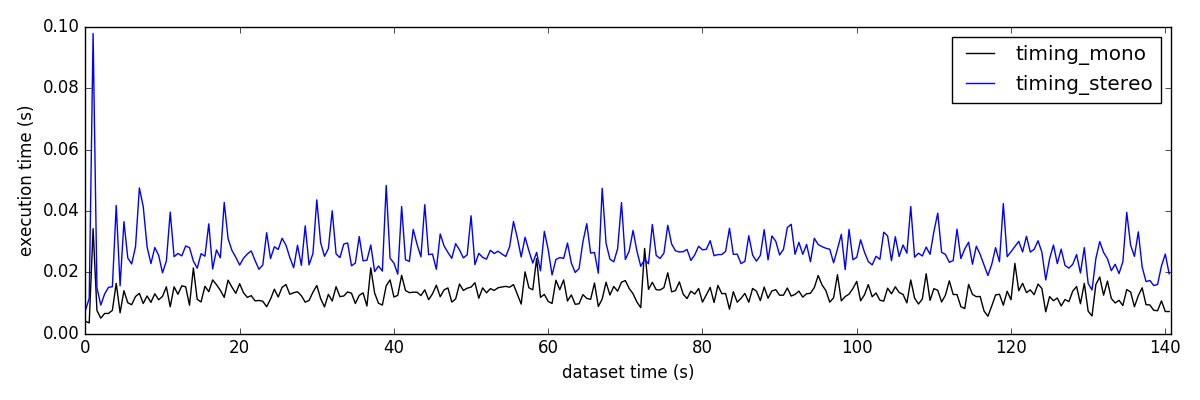 0.10
0.08
0.06
0.04
0.02
0.00
execution time (s)
timing_mono
timing_stereo
0 20 40 60 80 100 120 140
dataset time (s)